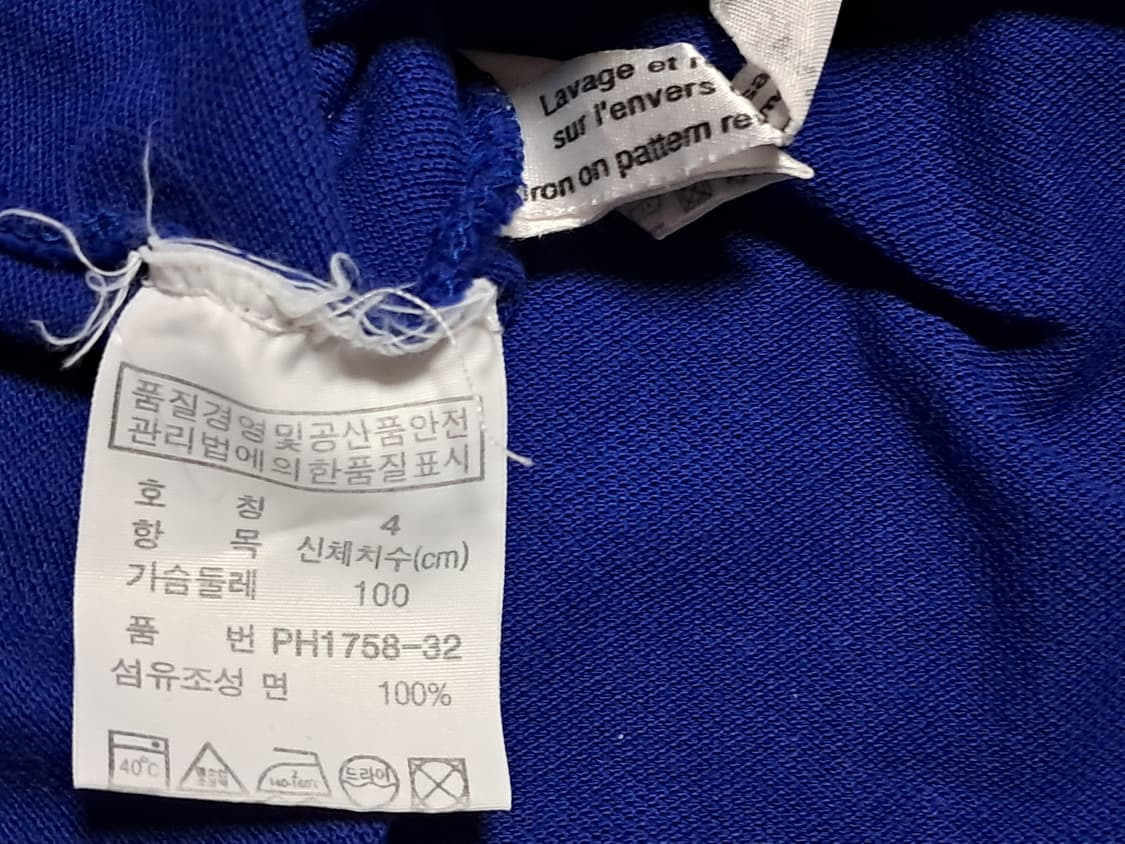 Lavage et
sur l'envers
ron on pattern re
품질경영및공산품안전
관리법에의한품질표시
호 칭 4
항 목 신체치수(cm)
가슴둘레 100
품 번 PH1758-32
섬유조성 면 100%
40°C
드라이